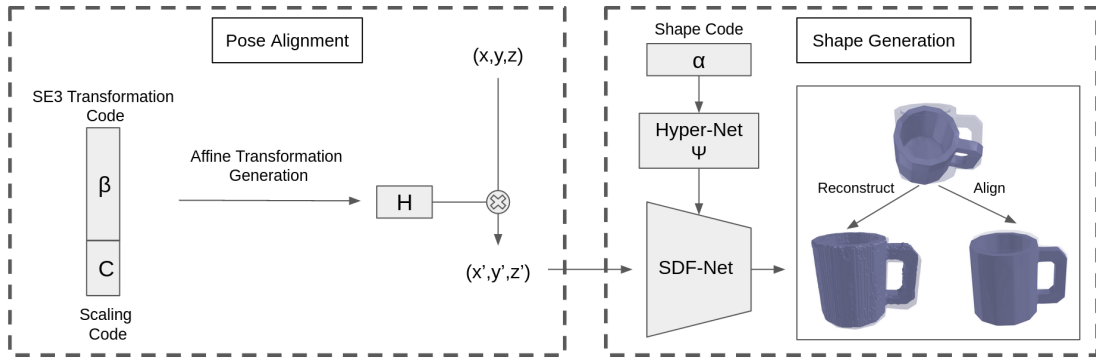 Pose Alignment
SE3 Transformation
Code
β
C
Scaling
Code
Affine Transformation
Generation
H
(x,y,z)
(x’,y’,z’)
Shape Generation
Shape Code
α
Hyper-Net
Ψ
SDF-Net
Reconstruct
Align